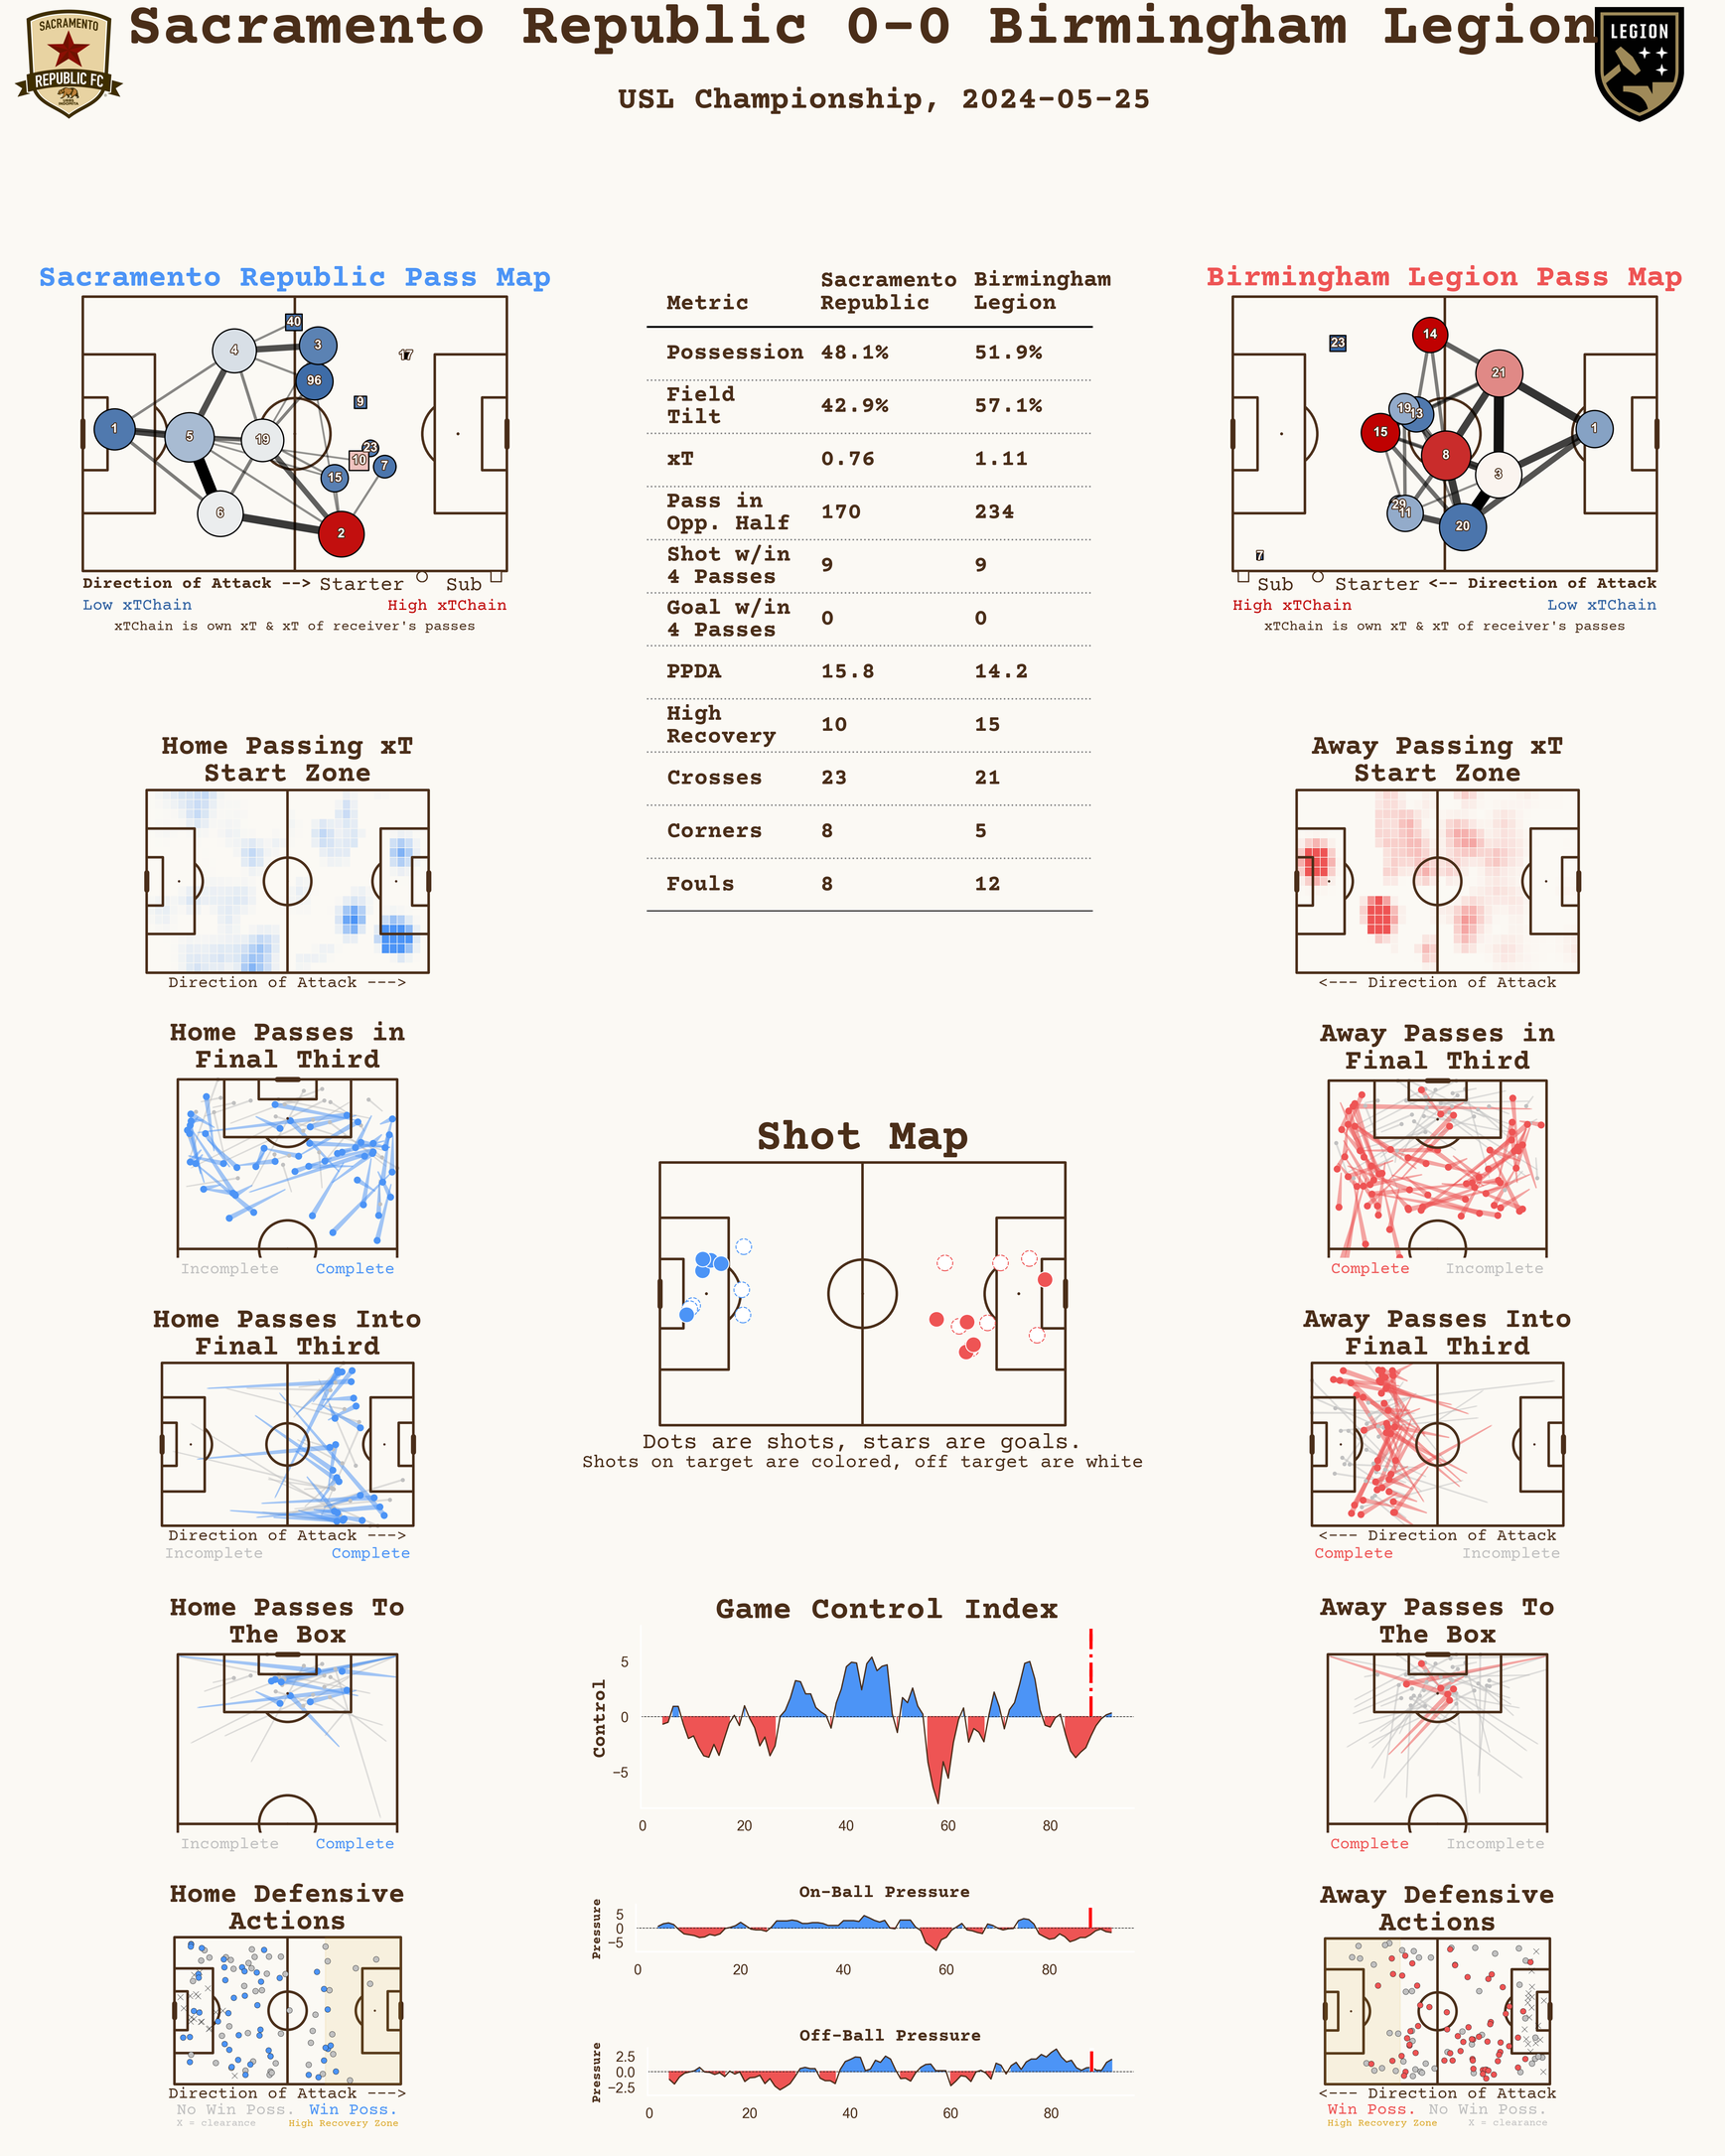 Sacramento Republic 0-0 Birmingham Legion
SACRAMENTO
REPUBLIC FC
LEGION
USL Championship, 2024-05-25
Sacramento Republic Pass Map
40
3
4
17
96
9
1
5
19
23
10
7
15
6
2
Direction of Attack --> Starter Sub
Low xTChain High xTChain
xTChain is own xT & xT of receiver's passes
Metric Sacramento Republic Birmingham Legion
Possession 48.1% 51.9%
Field Tilt 42.9% 57.1%
xT 0.76 1.11
Pass in Opp. Half 170 234
Shot w/in 4 Passes 9 9
Goal w/in 4 Passes 0 0
PPDA 15.8 14.2
High Recovery 10 15
Crosses 23 21
Corners 8 5
Fouls 8 12
Birmingham Legion Pass Map
23
14
21
19
13
15
1
8
3
29
11
20
7
Sub Starter <-- Direction of Attack
High xTChain Low xTChain
xTChain is own xT & xT of receiver's passes
Home Passing xT
Start Zone
Direction of Attack --->
Away Passing xT
Start Zone
<--- Direction of Attack
Home Passes in
Final Third
Incomplete Complete
Away Passes in
Final Third
Complete Incomplete
Shot Map
Dots are shots, stars are goals.
Shots on target are colored, off target are white
Home Passes Into
Final Third
Direction of Attack --->
Incomplete Complete
Away Passes Into
Final Third
<--- Direction of Attack
Complete Incomplete
Home Passes To
The Box
Incomplete Complete
Game Control Index
Control
5
0
−5
0 20 40 60 80
Away Passes To
The Box
Complete Incomplete
Home Defensive
Actions
Direction of Attack --->
No Win Poss. Win Poss.
X = clearance High Recovery Zone
On-Ball Pressure
Pressure
5
0
−5
0 20 40 60 80
Off-Ball Pressure
Pressure
2.5
0.0
−2.5
0 20 40 60 80
Away Defensive
Actions
<--- Direction of Attack
Win Poss. No Win Poss.
High Recovery Zone X = clearance